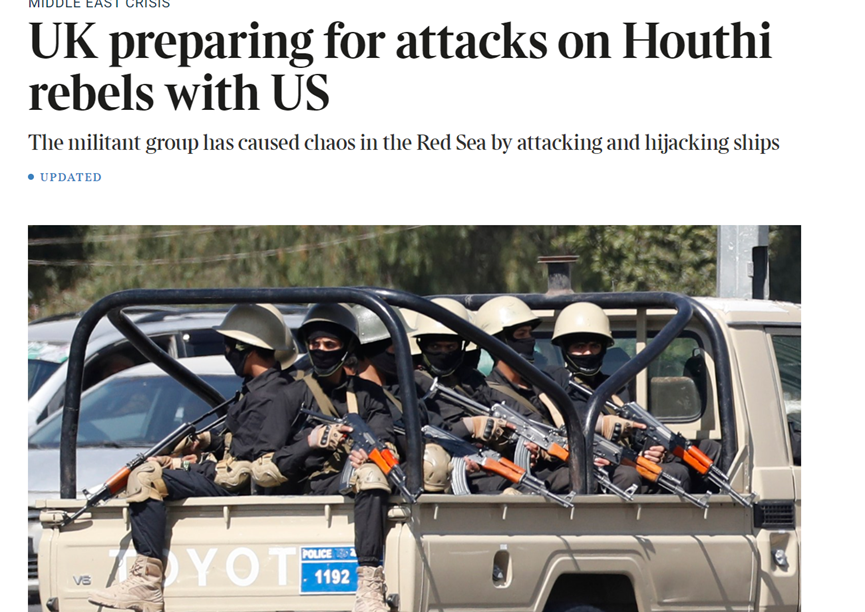 MIDDLE EAST CRISIS
UK preparing for attacks on Houthi
rebels with US
The militant group has caused chaos in the Red Sea by attacking and hijacking ships
UPDATED
TOYOT
POLICE
1192
V6